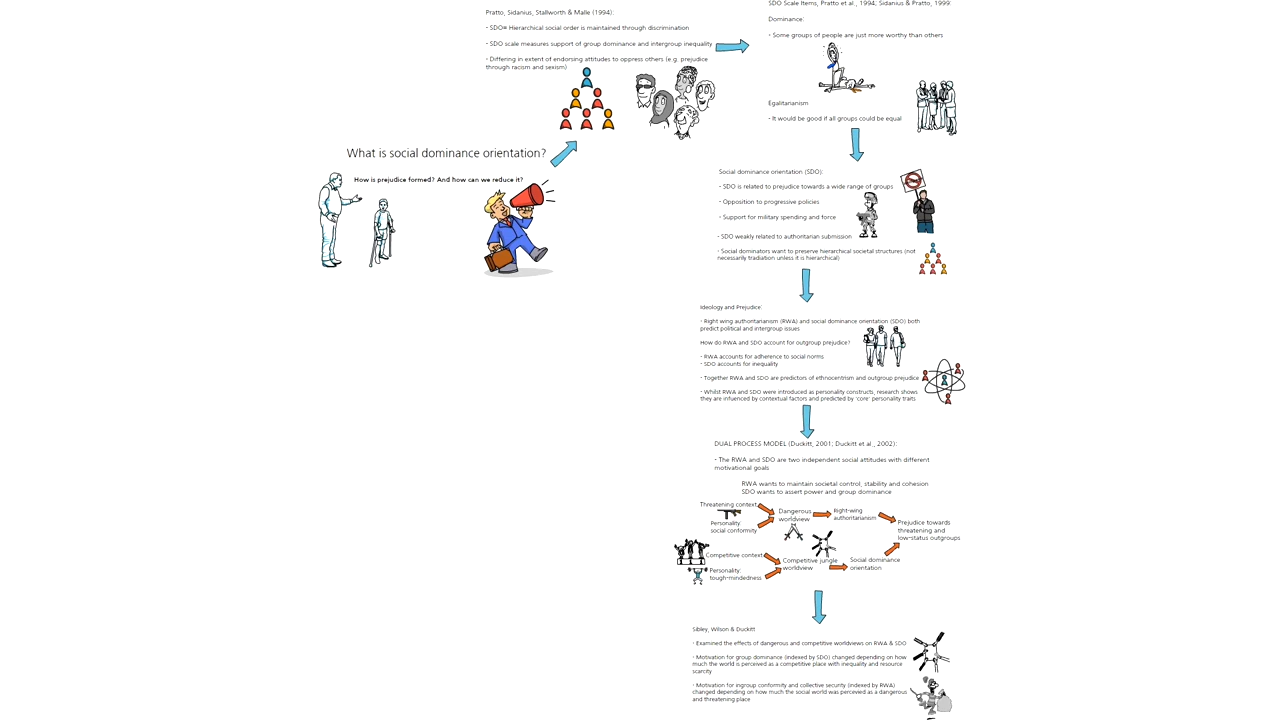 Pratto, Sidanius, Stallworth & Malle (1994):
- SDO= Hierarchical social order is maintained through discrimination
- SDO scale measures support of group dominance and intergroup inequality
- Differing in extent of endorsing attitudes to oppress others (e.g. prejudice
through racism and sexism)
What is social dominance orientation?
How is prejudice formed? And how can we reduce it?
SDO Scale Items, Pratto et al., 1994; Sidanius & Pratto, 1999:
Dominance:
- Some groups of people are just more worthy than others
Egalitarianism
- It would be good if all groups could be equal
Social dominance orientation (SDO):
- SDO is related to prejudice towards a wide range of groups
- Opposition to progressive policies
- Support for military spending and force
- SDO weakly related to authoritarian submission
- Social dominators want to preserve hierarchical societal structures (not
necessarily tradiation unless it is hierarchical)
Ideology and Prejudice:
- Right wing authoritarianism (RWA) and social dominance orientation (SDO) both
predict political and intergroup issues
How do RWA and SDO account for outgroup prejudice?
- RWA accounts for adherence to social norms
- SDO accounts for inequality
- Together RWA and SDO are predictors of ethnocentrism and outgroup prejudice
- Whilst RWA and SDO were introduced as personality constructs, research shows
they are infuenced by contextual factors and predicted by 'core' personality traits
DUAL PROCESS MODEL (Duckitt, 2001; Duckitt et al., 2002):
- The RWA and SDO are two independent social attitudes with different
motivational goals
RWA wants to maintain societal control, stability and cohesion
SDO wants to assert power and group dominance
Threatening context
Personality:
social conformity
Dangerous
worldview
Right-wing
authoritarianism
Prejudice towards
threatening and
low-status outgroups
Competitive context
Personality:
tough-mindedness
Competitive jungle
worldview
Social dominance
orientation
Sibley, Wilson & Duckitt
- Examined the effects of dangerous and competitive worldviews on RWA & SDO
- Motivation for group dominance (indexed by SDO) changed depending on how
much the world is perceived as a competitive place with inequality and resource
scarcity
- Motivation for ingroup conformity and collective security (indexed by RWA)
changed depending on how much the social world was percevied as a dangerous
and threatening place